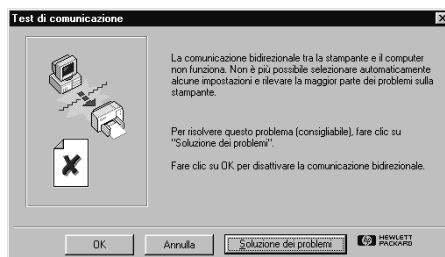 Test di comunicazione
La comunicazione bidirezionale tra la stampante e il computer
non funziona. Non è più possibile selezionare automaticamente
alcune impostazioni e rilevare la maggior parte dei problemi sulla
stampante.
Per risolvere questo problema (consigliabile), fare clic su
"Soluzione dei problemi".
Fare clic su OK per disattivare la comunicazione bidirezionale.
OK
Annulla
Soluzione dei problemi
hp HEWLETT
PACKARD